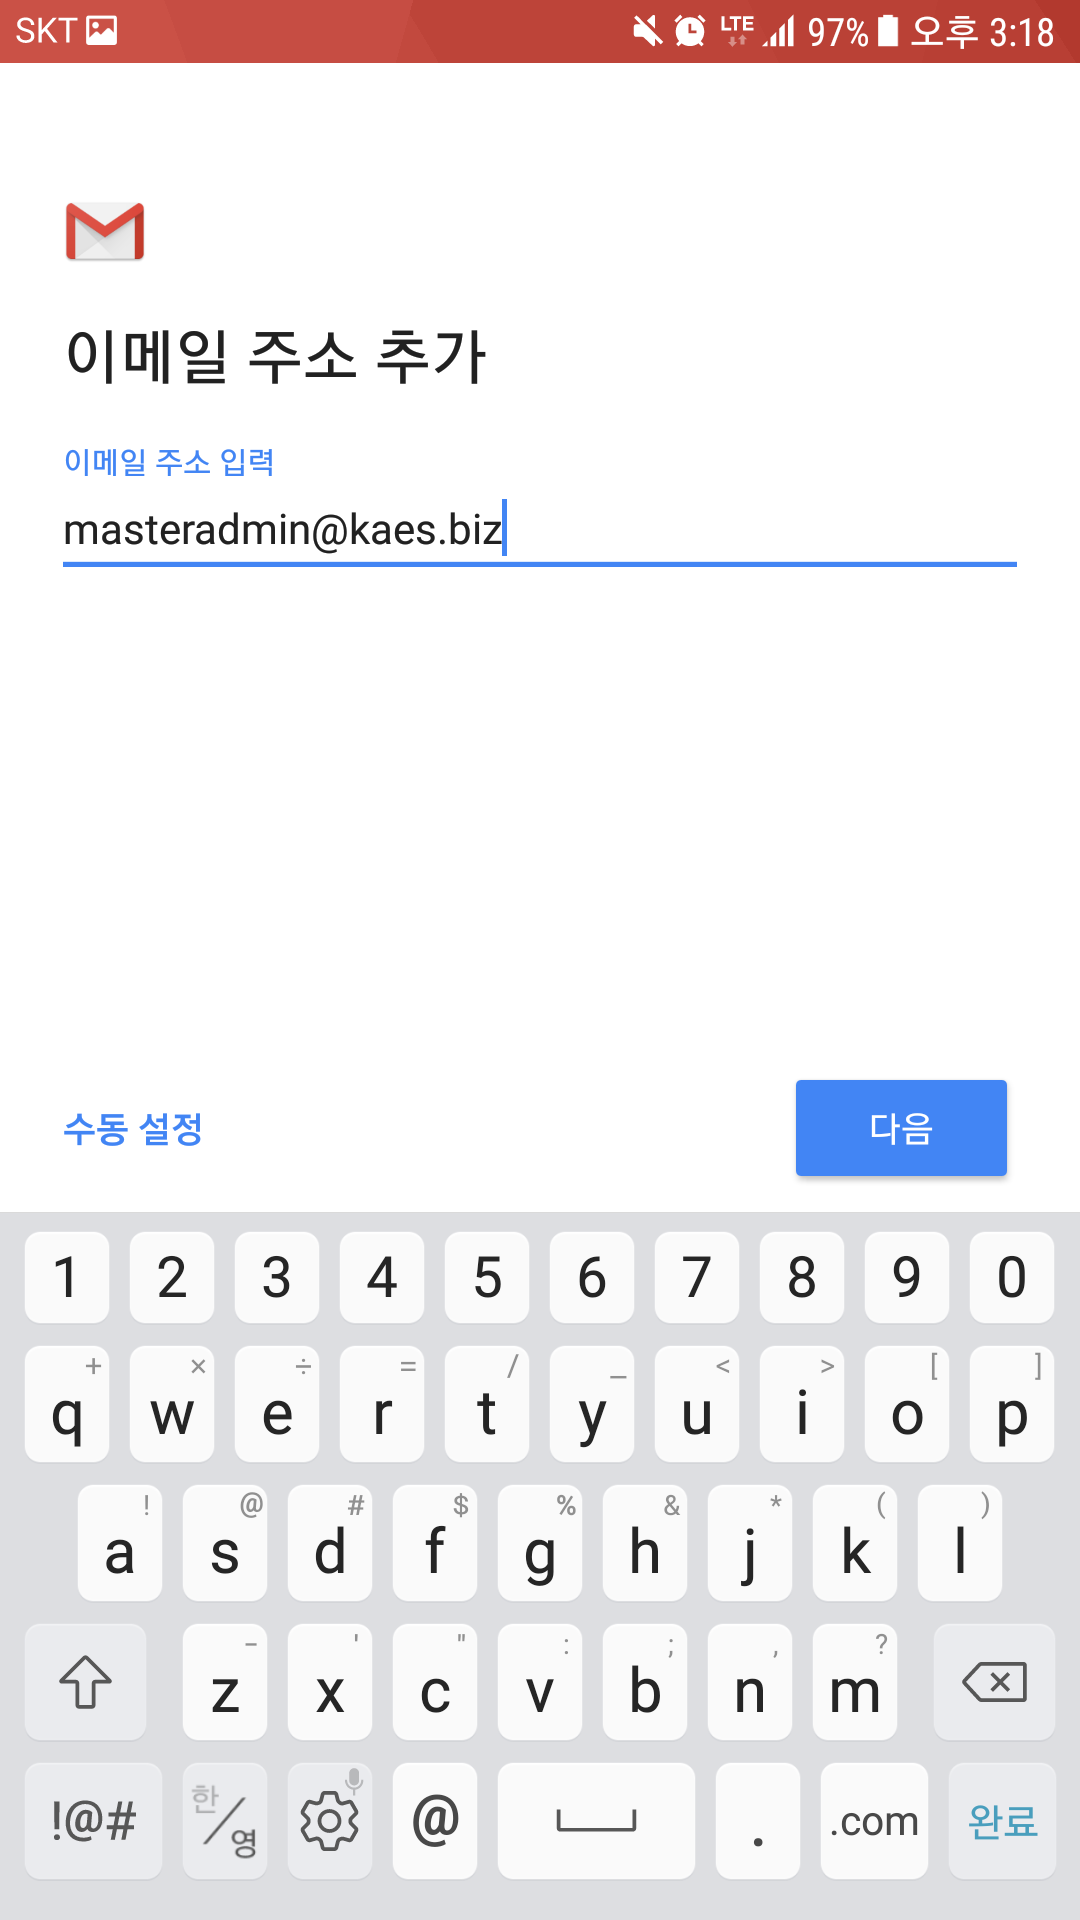 SKT LTE 97% 오후 3:18
이메일 주소 추가
이메일 주소 입력
masteradmin@kaes.biz
수동 설정 다음
1 2 3 4 5 6 7 8 9 0
+ × ÷ = / _ < > [ ]
q w e r t y u i o p
! @ # $ % & * ( )
a s d f g h j k l
- ' " : ; , ?
z x c v b n m
!@# 한/영 @ . .com 완료